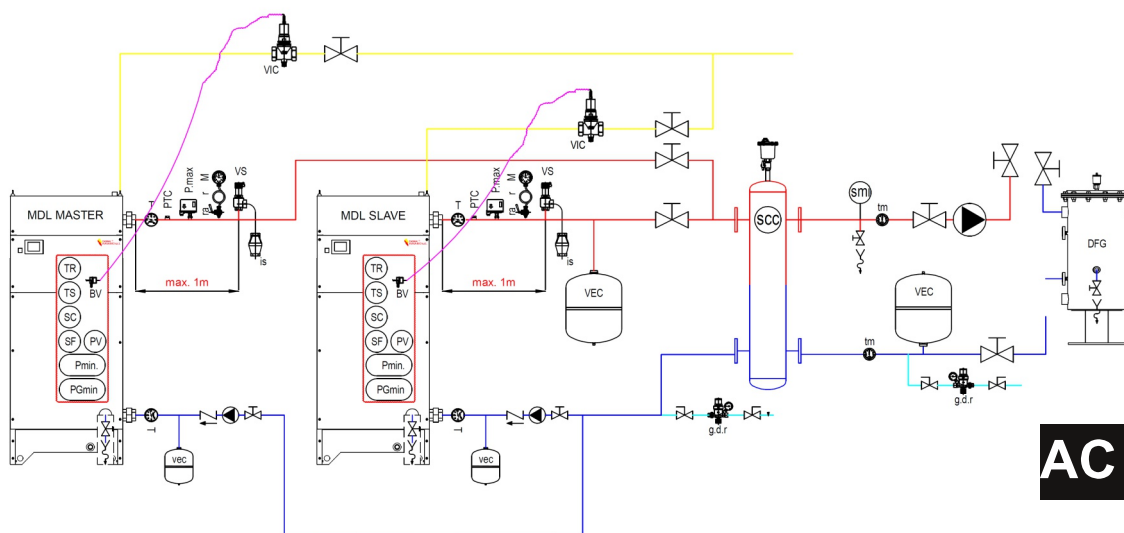 VIC
VIC
MDL MASTER
T
PTC
P.max
ra
r
M
VS
is
max. 1m
TR
TS
BV
SC
SF
PV
Pmin.
PGmin
T
vec
MDL SLAVE
T
PTC
P.max
ra
r
M
VS
is
max. 1m
TR
TS
BV
SC
SF
PV
Pmin.
PGmin
T
vec
VEC
SCC
smi
tm
VEC
tm
g.d.r
g.d.r
DFG
AC